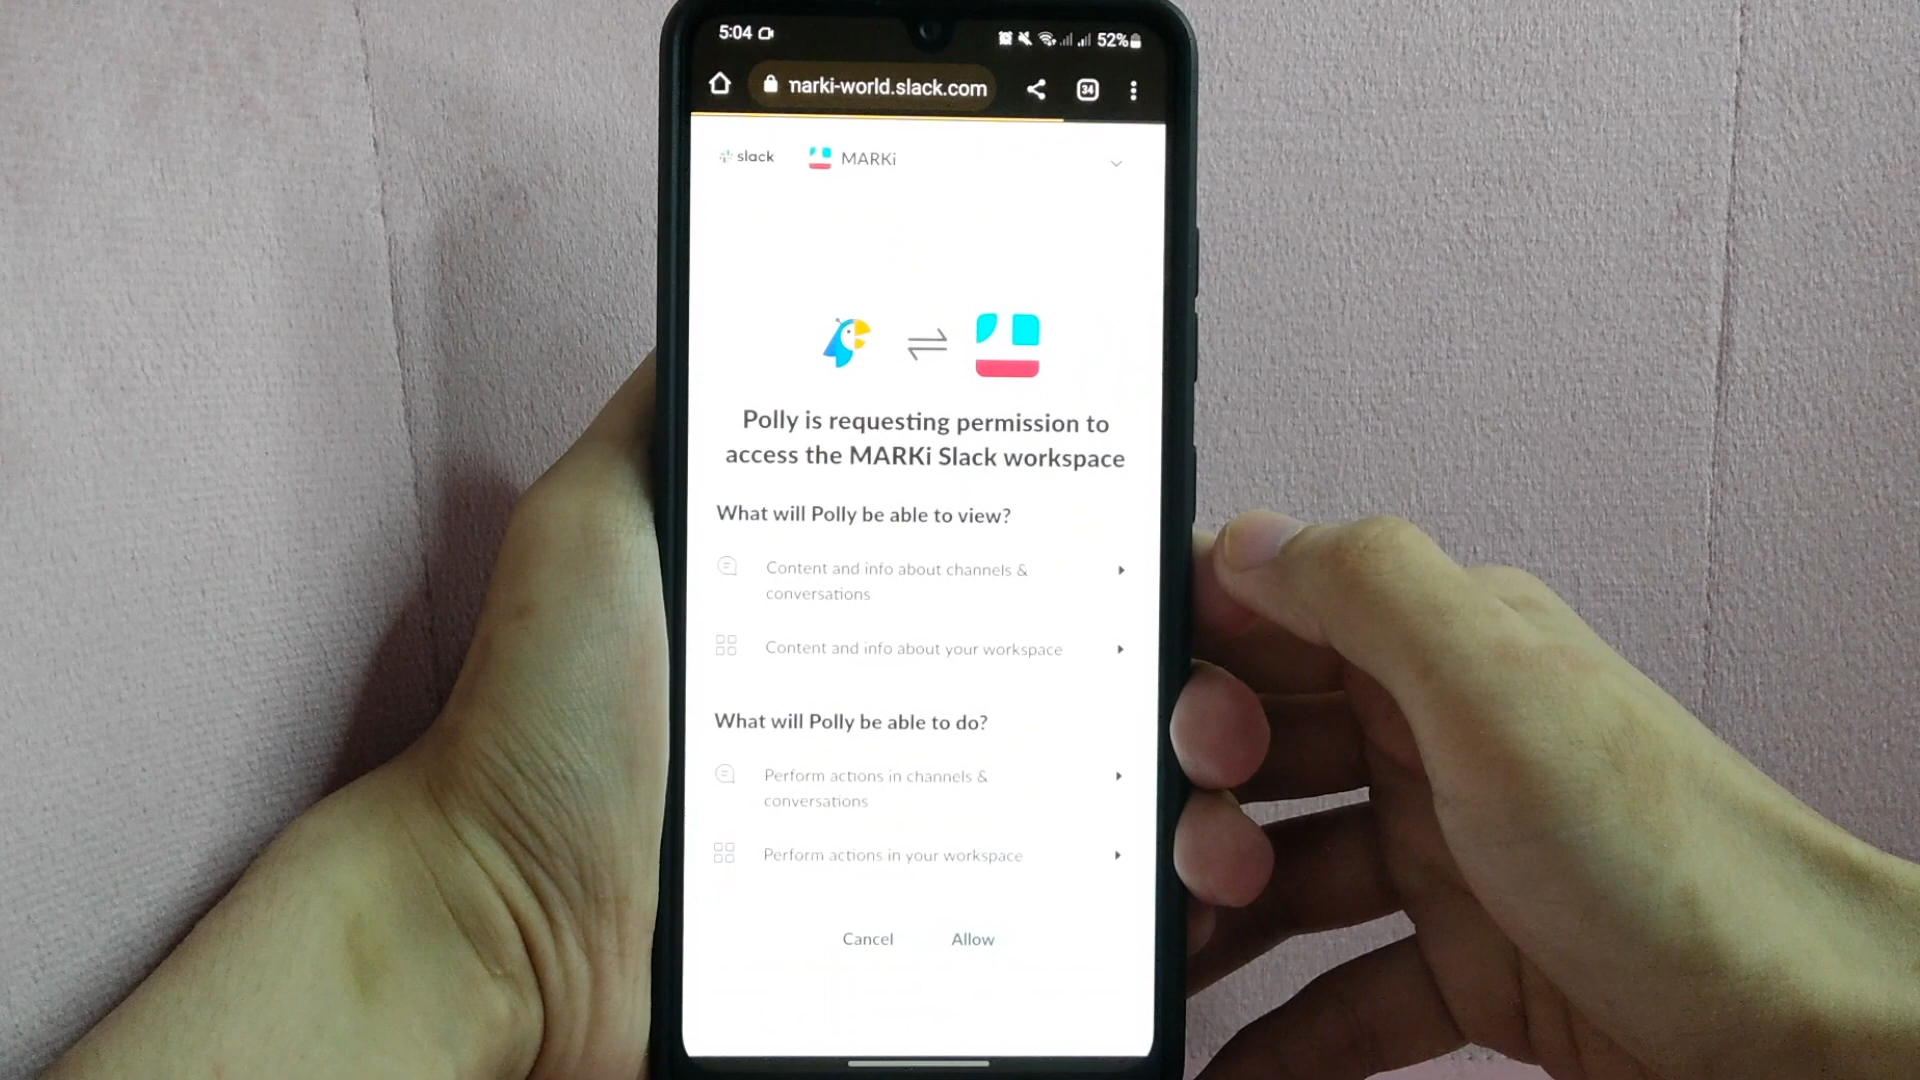 5:04
52%
narki-world.slack.com
34
slack
MARKi
Polly is requesting permission to
access the MARKi Slack workspace
What will Polly be able to view?
Content and info about channels &
conversations
Content and info about your workspace
What will Polly be able to do?
Perform actions in channels &
conversations
Perform actions in your workspace
Cancel
Allow